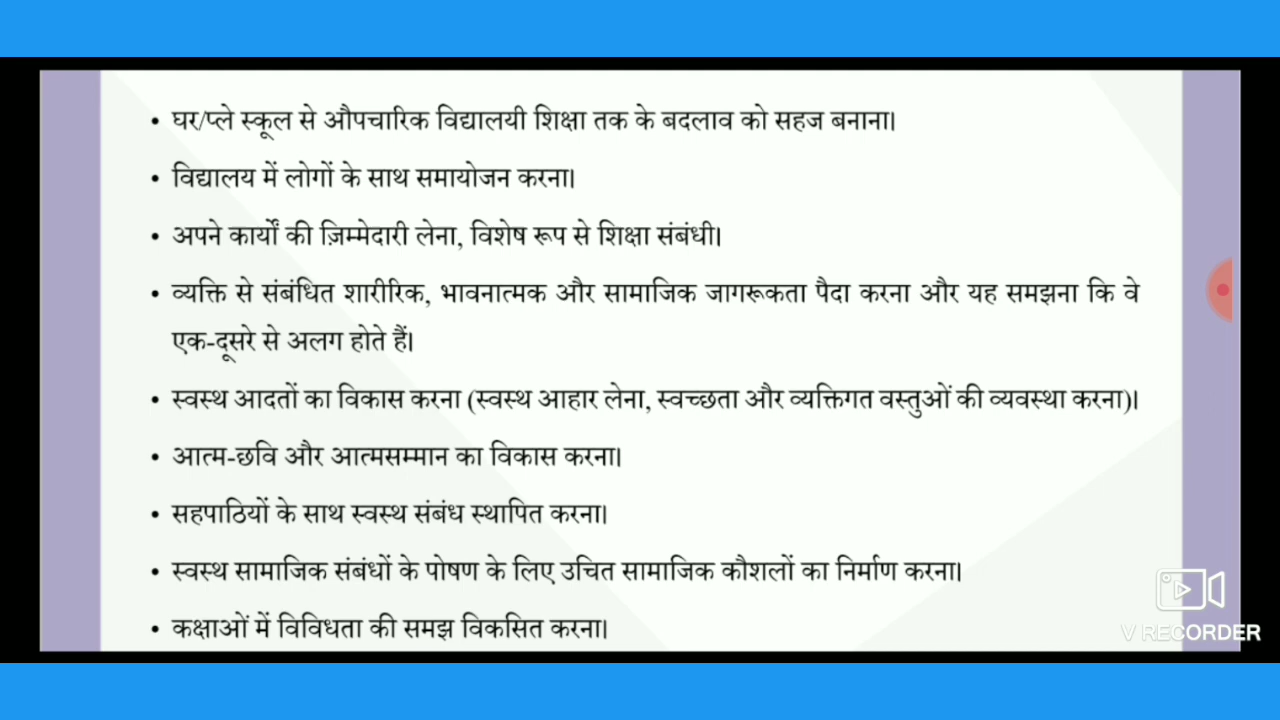 • घर/प्ले स्कूल से औपचारिक विद्यालयी शिक्षा तक के बदलाव को सहज बनाना।
• विद्यालय में लोगों के साथ समायोजन करना।
• अपने कार्यों की ज़िम्मेदारी लेना, विशेष रूप से शिक्षा संबंधी।
• व्यक्ति से संबंधित शारीरिक, भावनात्मक और सामाजिक जागरूकता पैदा करना और यह समझना कि वे
एक-दूसरे से अलग होते हैं।
• स्वस्थ आदतों का विकास करना (स्वस्थ आहार लेना, स्वच्छता और व्यक्तिगत वस्तुओं की व्यवस्था करना)।
• आत्म-छवि और आत्मसम्मान का विकास करना।
• सहपाठियों के साथ स्वस्थ संबंध स्थापित करना।
• स्वस्थ सामाजिक संबंधों के पोषण के लिए उचित सामाजिक कौशलों का निर्माण करना।
• कक्षाओं में विविधता की समझ विकसित करना।
V RECORDER